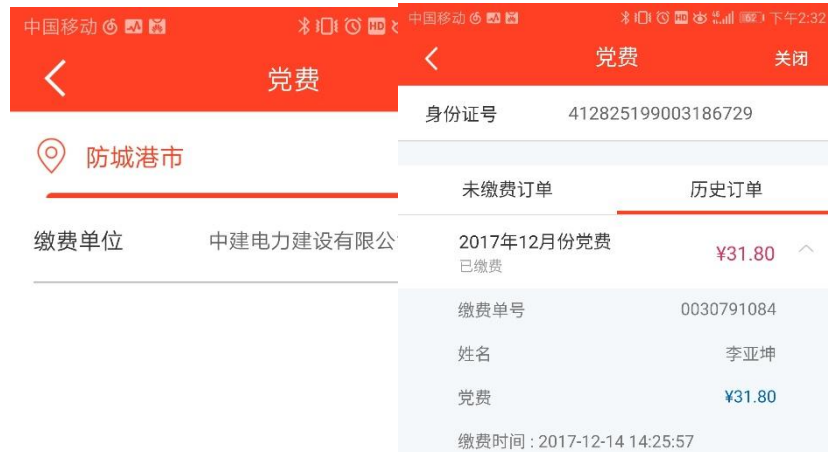 中国移动
党费
防城港市
缴费单位 中建电力建设有限公
中国移动 HD 4G 62 下午2:32
党费 关闭
身份证号 412825199003186729
未缴费订单 历史订单
2017年12月份党费 ¥31.80
已缴费
缴费单号 0030791084
姓名 李亚坤
党费 ¥31.80
缴费时间 : 2017-12-14 14:25:57